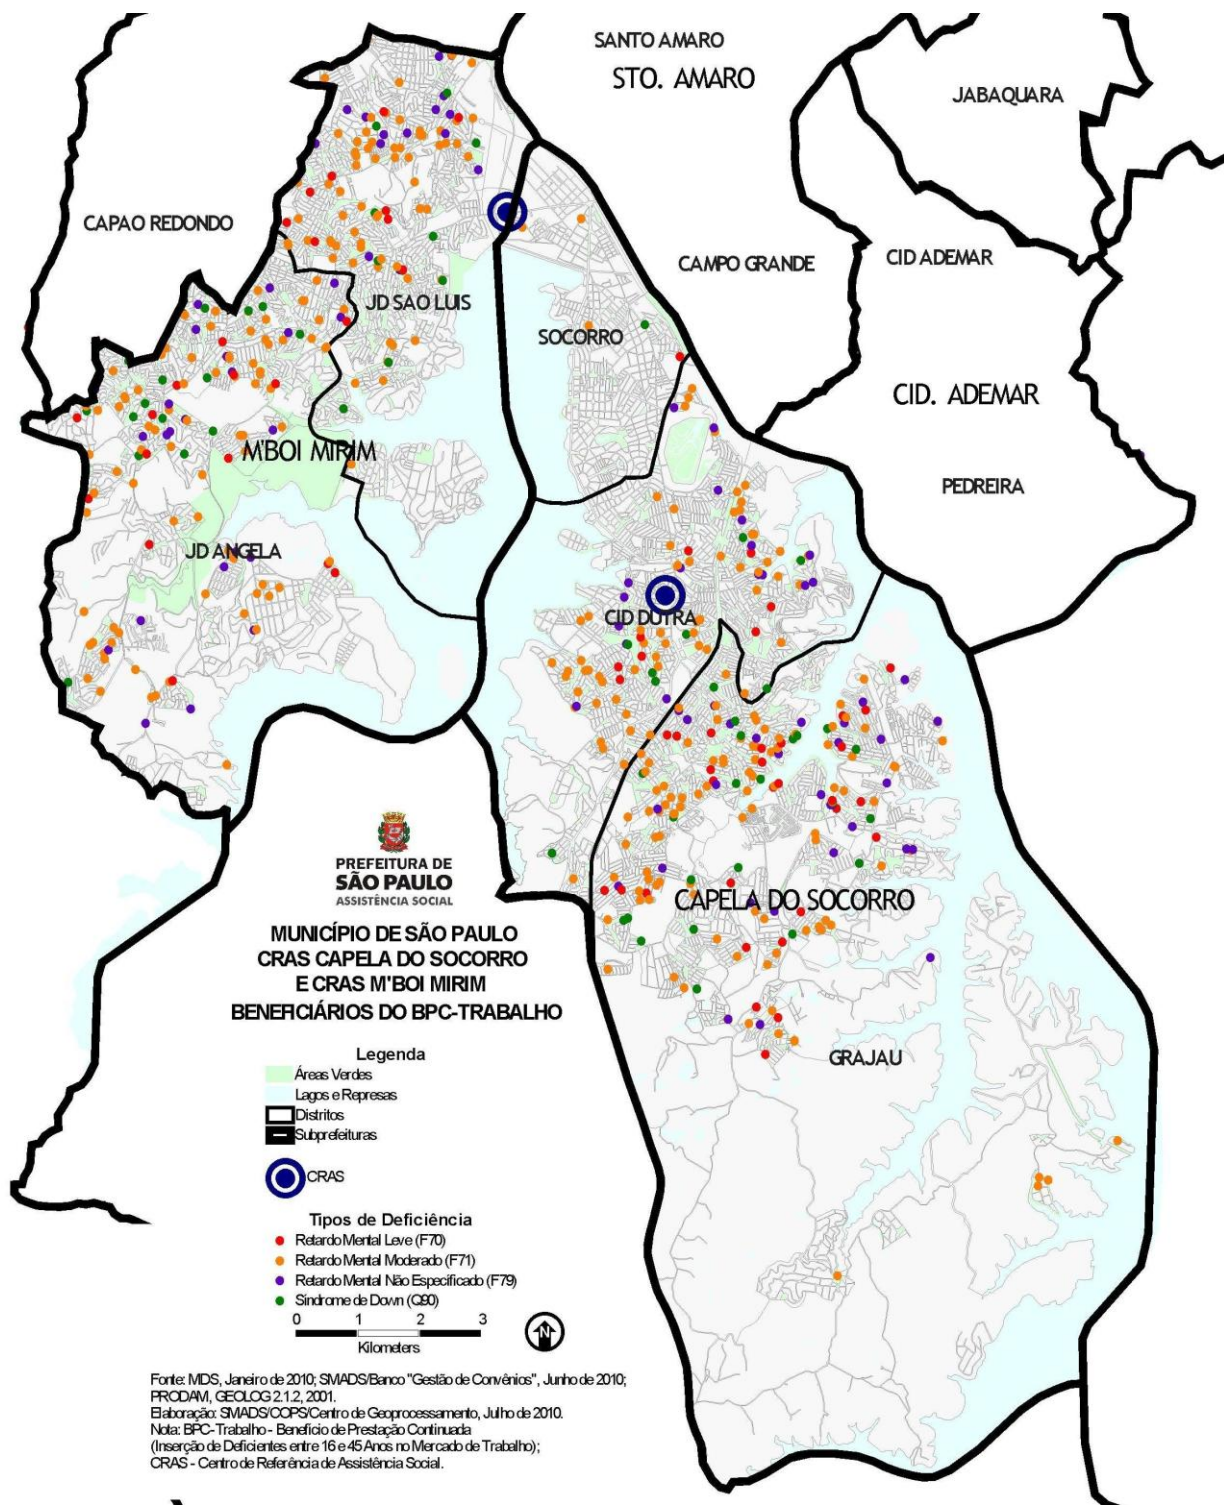 SANTO AMARO
STO. AMARO
JABAQUARA
CAPAO REDONDO
CAMPO GRANDE
CID ADEMAR
JD SAO LUIS
SOCORRO
CID. ADEMAR
M'BOI MIRIM
PEDREIRA
JD ANGELA
CID DUTRA
CAPELA DO SOCORRO
GRAJAU
PREFEITURA DE
SÃO PAULO
ASSISTÊNCIA SOCIAL
MUNICÍPIO DE SÃO PAULO
CRAS CAPELA DO SOCORRO
E CRAS M'BOI MIRIM
BENEFICIÁRIOS DO BPC-TRABALHO
Legenda
Áreas Verdes
Lagos e Represas
Distritos
Subprefeituras
CRAS
Tipos de Deficiência
Retardo Mental Leve (F70)
Retardo Mental Moderado (F71)
Retardo Mental Não Especificado (F79)
Síndrome de Down (Q90)
0 1 2 3
Kilometers
N
Fonte: MDS, Janeiro de 2010; SMADS/Banco "Gestão de Convênios", Junho de 2010;
PRODAM, GEOLOG 2.1.2, 2001.
Elaboração: SMADS/COPS/Centro de Geoprocessamento, Julho de 2010.
Nota: BPC-Trabalho - Benefício de Prestação Continuada
(Inserção de Deficientes entre 16 e 45 Anos no Mercado de Trabalho);
CRAS - Centro de Referência de Assistência Social.